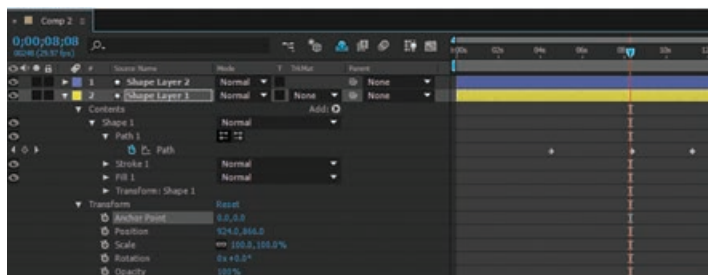 Comp 2
0;00;08;08
00248 (29.97 fps)
:00s 02s 04s 06s 08s 10s 12
# Source Name Mode T TrkMat Parent
1 Shape Layer 2 Normal None
2 Shape Layer 1 Normal None None
Contents Add:
Shape 1 Normal
Path 1
Path
Stroke 1 Normal
Fill 1 Normal
Transform: Shape 1
Transform Reset
Anchor Point 0.0,0.0
Position 924.0,866.0
Scale 100.0,100.0%
Rotation 0x+0.0°
Opacity 100%